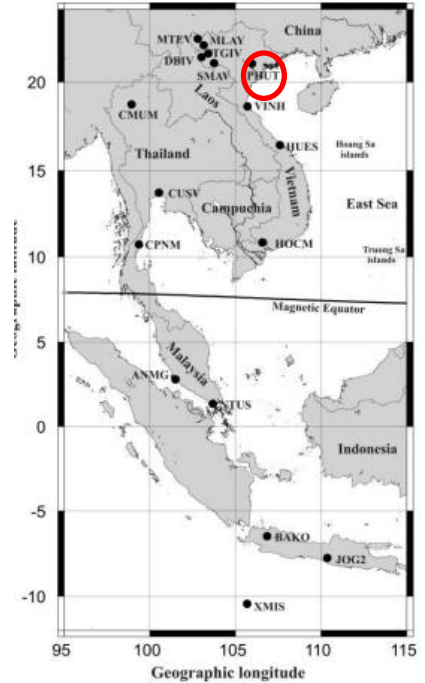 China
MTEV
MLAY
TGIV
DBIV
SMAV
PHUT
20
Laos
VINH
CMUM
HUES
Hoang Sa
islands
15
Thailand
Vietnam
CUSV
Campuchia
East Sea
CPNM
HOCM
Truong Sa
islands
10
Magnetic Equator
5
Malaysia
ANMG
NTUS
0
Indonesia
-5
BAKO
JOG2
-10
XMIS
95
100
105
110
115
Geographic longitude